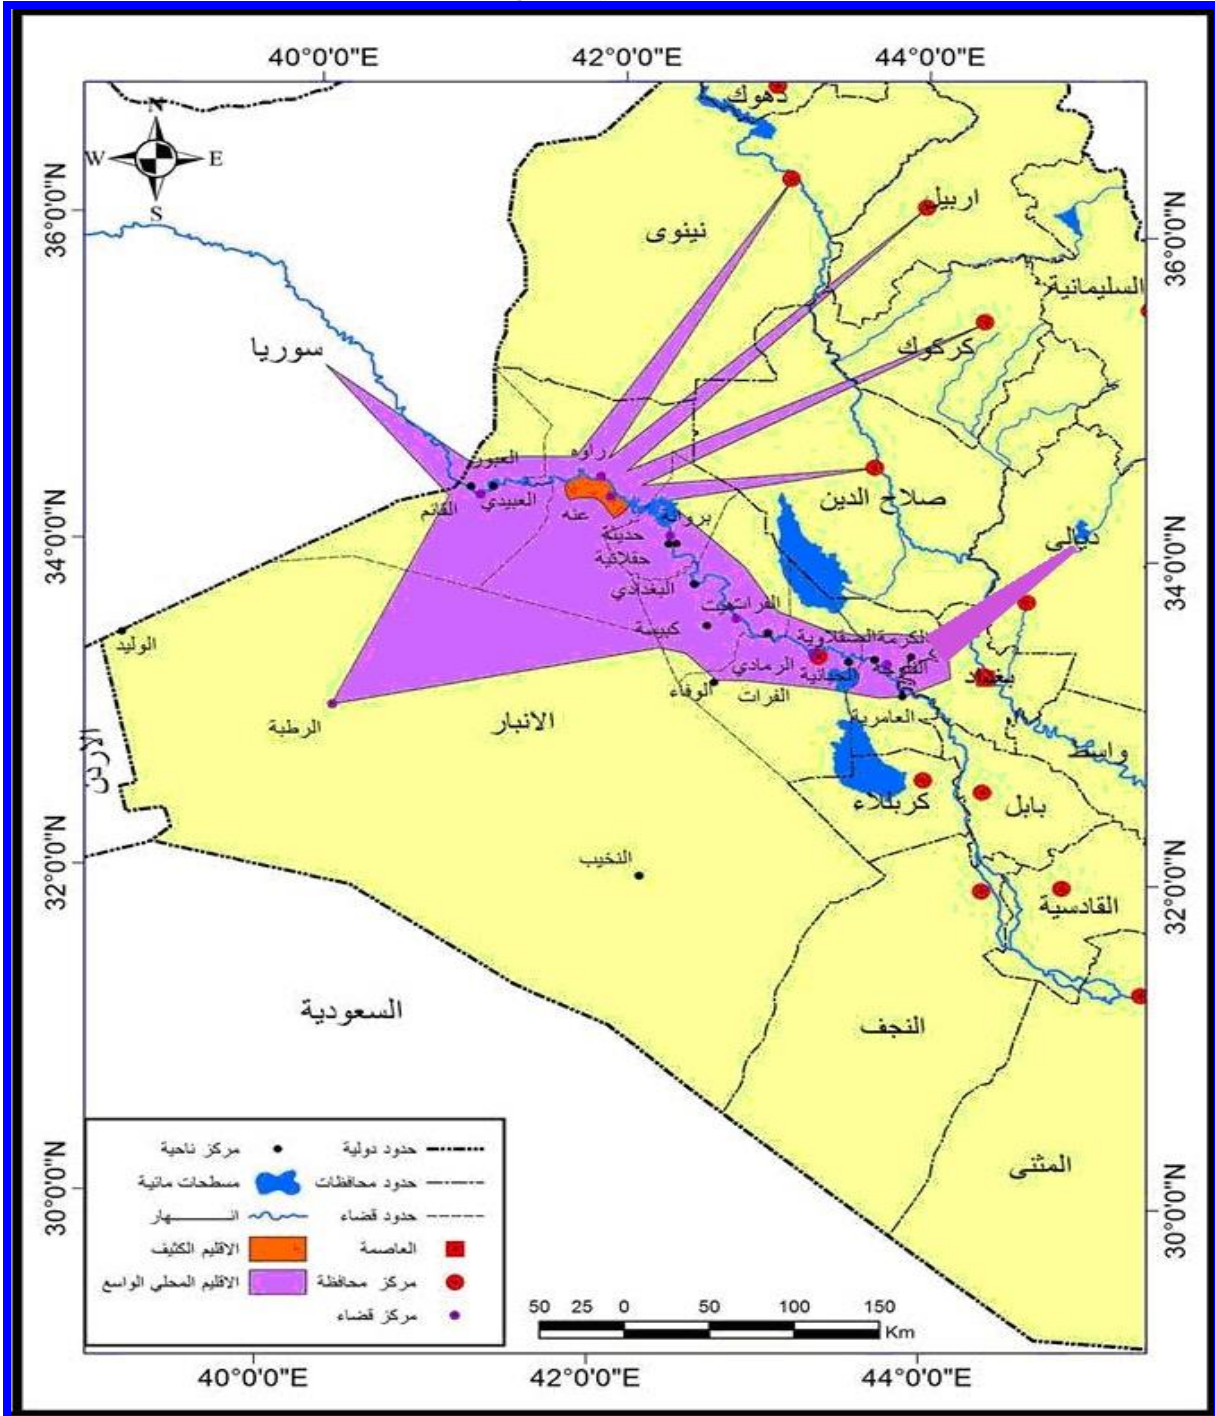 40°0'0"E 42°0'0"E 44°0'0"E
N
W E
S
دهوك
36°0'0"N
اربيل
نينوى
36°0'0"N
السليمانية
سوريا
كركوك
راوه
العبور
العبيدي
القائم
عنه
بروانه
صلاح الدين
34°0'0"N
حديثة
ديالى
حقلانية
34°0'0"N
البغدادي
هيت
الفرات
كبيسة
الصقلاوية
الكرمة
الوليد
الرمادي
الحبانية
الفلوجة
بغداد
الوفاء
الفرات
العامرية
الرطبة
الانبار
الاردن
واسط
كربلاء
بابل
النخيب
32°0'0"N
32°0'0"N
القادسية
السعودية
النجف
المثنى
حدود دولية مركز ناحية
حدود محافظات مسطحات مائية
حدود قضاء انـــــــهار
العاصمة الاقليم الكثيف
مركز محافظة الاقليم المحلي الواسع
مركز قضاء
30°0'0"N
30°0'0"N
50 25 0 50 100 150
Km
40°0'0"E 42°0'0"E 44°0'0"E